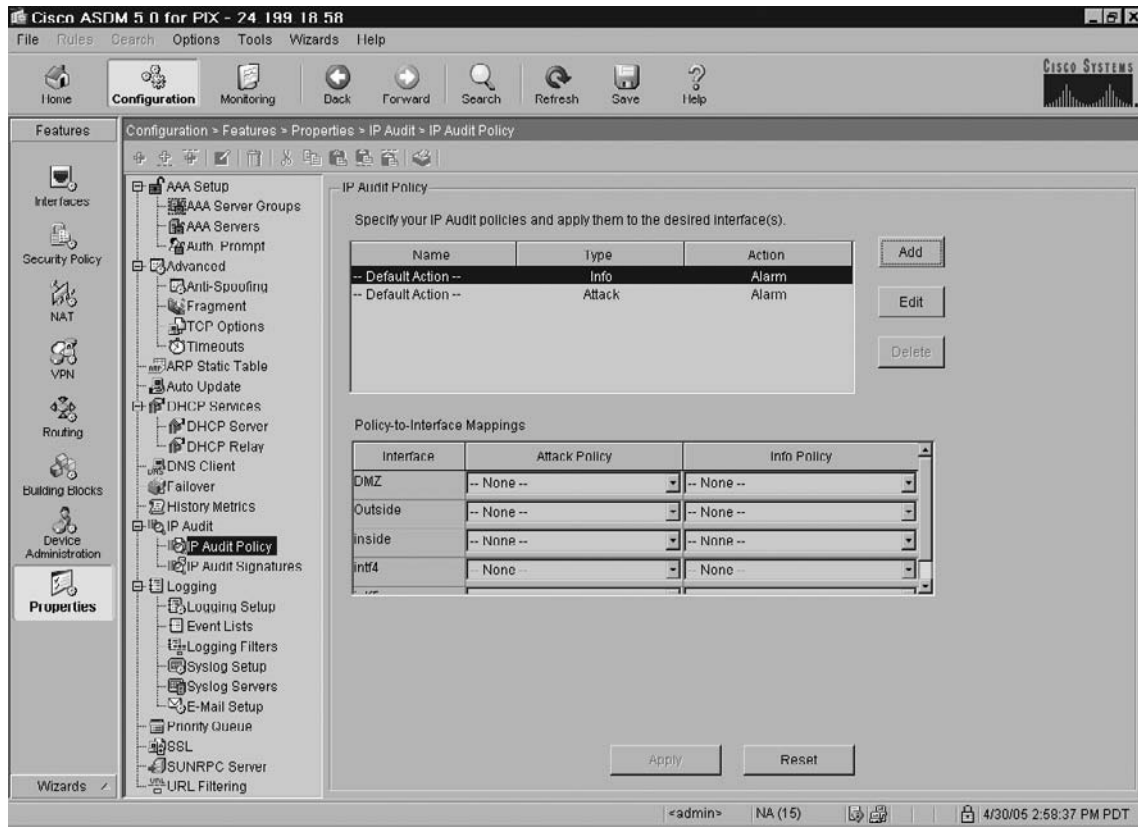 Cisco ASDM 5.0 for PIX - 24.199.18.58
File Rules Search Options Tools Wizards Help
Home Configuration Monitoring Back Forward Search Refresh Save Help
CISCO SYSTEMS
Features
Configuration > Features > Properties > IP Audit > IP Audit Policy
Interfaces
Security Policy
NAT
VPN
Routing
Building Blocks
Device
Administration
Properties
Wizards
AAA Setup
AAA Server Groups
AAA Servers
Auth. Prompt
Advanced
Anti-Spoofing
Fragment
TCP Options
Timeouts
ARP Static Table
Auto Update
DHCP Services
DHCP Server
DHCP Relay
DNS Client
Failover
History Metrics
IP Audit
IP Audit Policy
IP Audit Signatures
Logging
Logging Setup
Event Lists
Logging Filters
Syslog Setup
Syslog Servers
E-Mail Setup
Priority Queue
SSL
SUNRPC Server
URL Filtering
IP Audit Policy
Specify your IP Audit policies and apply them to the desired interface(s).
Name Type Action
-- Default Action -- Info Alarm
-- Default Action -- Attack Alarm
Add
Edit
Delete
Policy-to-Interface Mappings
Interface Attack Policy Info Policy
DMZ -- None -- -- None --
Outside -- None -- -- None --
inside -- None -- -- None --
intf4 -- None -- -- None --
Apply Reset
<admin> NA (15) 4/30/05 2:58:37 PM PDT